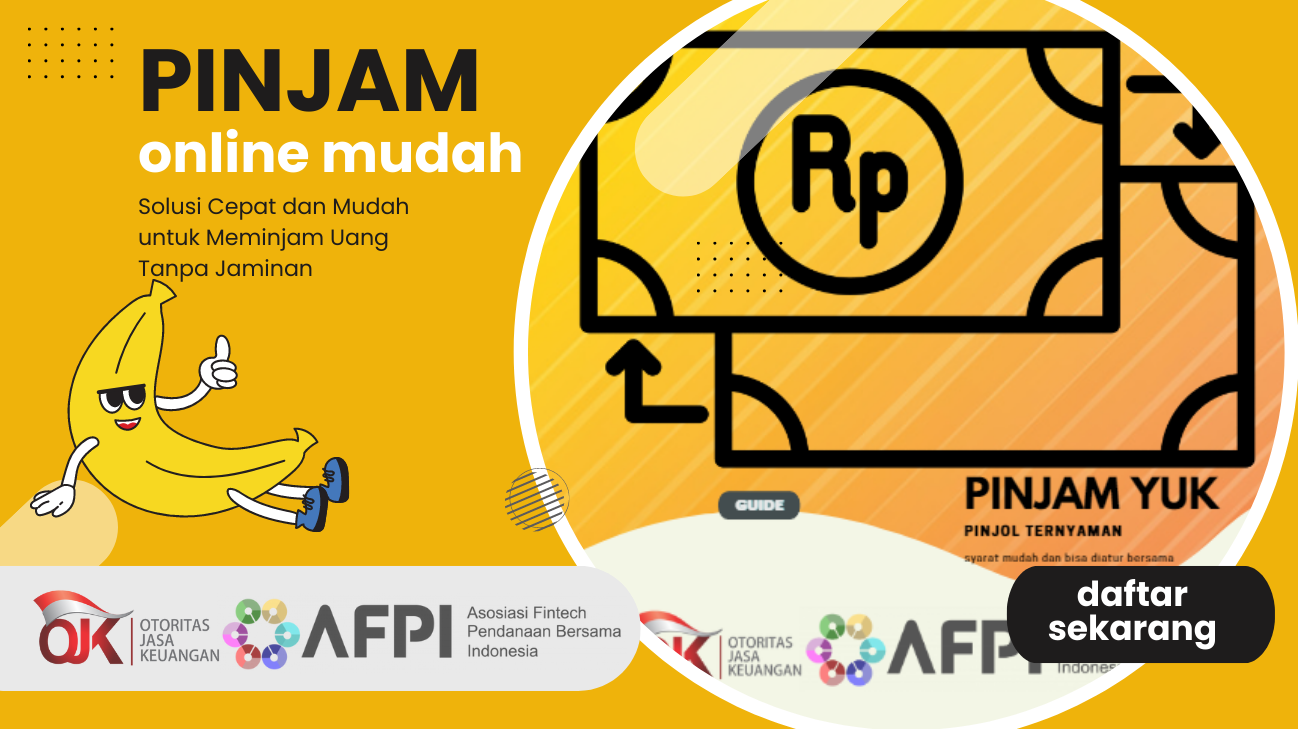 PINJAM
online mudah
Solusi Cepat dan Mudah
untuk Meminjam Uang
Tanpa Jaminan
Rp
GUIDE
PINJAM YUK
PINJOL TERNYAMAN
syarat mudah dan bisa diatur bersama
daftar
sekarang
OJK
OTORITAS
JASA
KEUANGAN
AFPI
Asosiasi Fintech
Pendanaan Bersama
Indonesia
OTORITAS
JASA
KEUANGAN
AFP